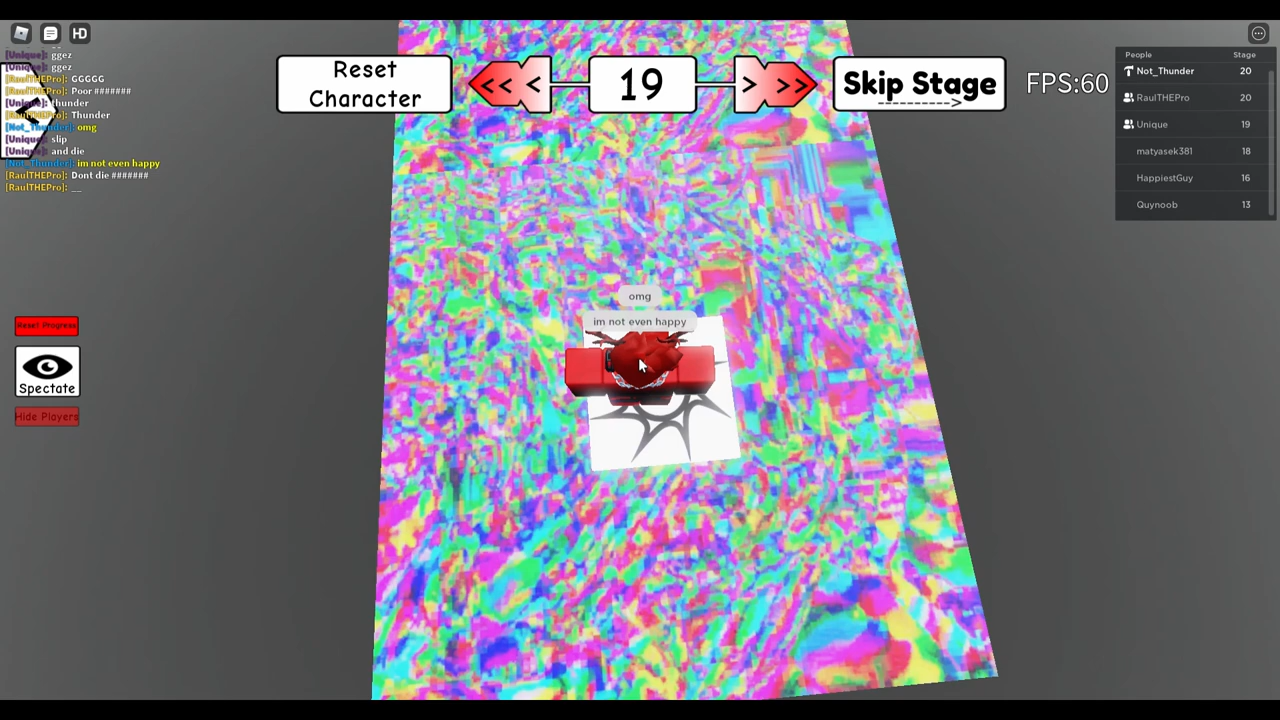 HD
[Unique]: ggez
[Unique]: ggez
[RaulTHEPro]: GGGGG
[RaulTHEPro]: Poor #######
[Unique]: thunder
[RaulTHEPro]: Thunder
[Not_Thunder]: omg
[Unique]: slip
[Unique]: and die
[Not_Thunder]: im not even happy
[RaulTHEPro]: Dont die #######
[RaulTHEPro]: __
Reset Character
<< <
19
> >>
Skip Stage
---------->
FPS:60
People Stage
Not_Thunder 20
RaulTHEPro 20
Unique 19
matyasek381 18
HappiestGuy 16
Quynoob 13
omg
im not even happy
Reset Progress
Spectate
Hide Players